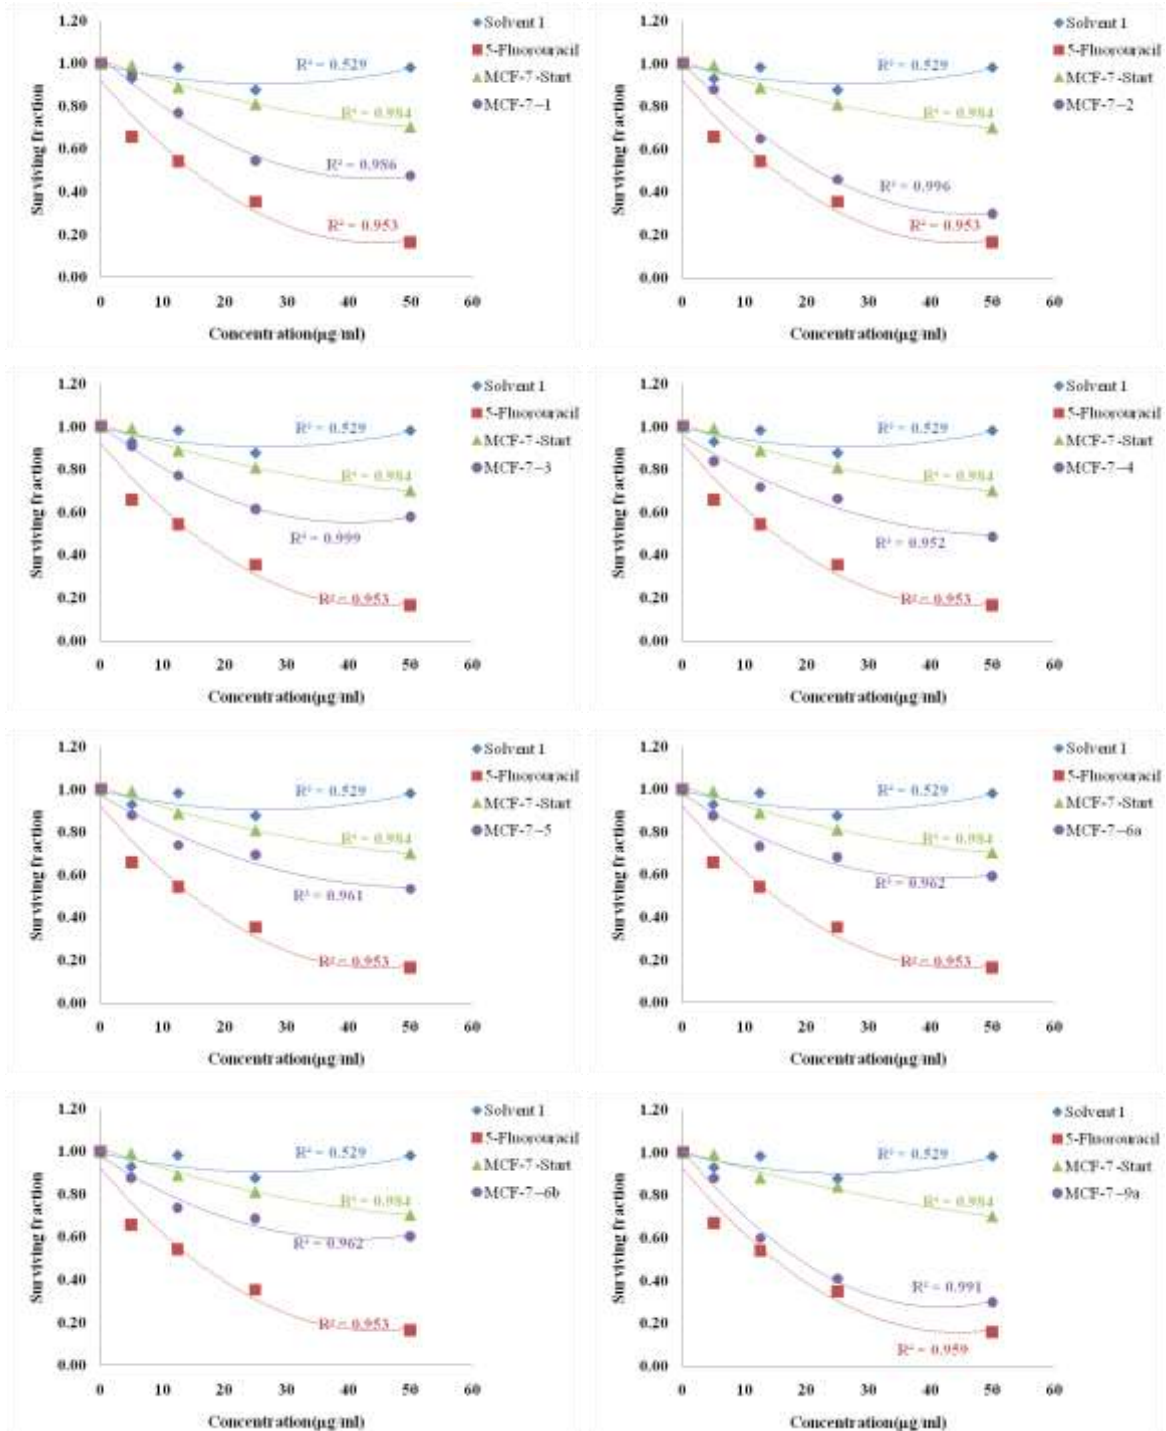 1.20
1.00
0.80
0.60
0.40
0.20
0.00
Surviving fraction
0 10 20 30 40 50 60
Concentration(µg/ml)
R² = 0.529
R² = 0.984
R² = 0.986
R² = 0.953
Solvent 1
5-Fluorouracil
MCF-7-Start
MCF-7–1
1.20
1.00
0.80
0.60
0.40
0.20
0.00
Surviving fraction
0 10 20 30 40 50 60
Concentration(µg/ml)
R² = 0.529
R² = 0.984
R² = 0.996
R² = 0.953
Solvent 1
5-Fluorouracil
MCF-7-Start
MCF-7–2
1.20
1.00
0.80
0.60
0.40
0.20
0.00
Surviving fraction
0 10 20 30 40 50 60
Concentration(µg/ml)
R² = 0.529
R² = 0.984
R² = 0.999
R² = 0.953
Solvent 1
5-Fluorouracil
MCF-7-Start
MCF-7–3
1.20
1.00
0.80
0.60
0.40
0.20
0.00
Surviving fraction
0 10 20 30 40 50 60
Concentration(µg/ml)
R² = 0.529
R² = 0.984
R² = 0.952
R² = 0.953
Solvent 1
5-Fluorouracil
MCF-7-Start
MCF-7–4
1.20
1.00
0.80
0.60
0.40
0.20
0.00
Surviving fraction
0 10 20 30 40 50 60
Concentration(µg/ml)
R² = 0.529
R² = 0.984
R² = 0.961
R² = 0.953
Solvent 1
5-Fluorouracil
MCF-7-Start
MCF-7–5
1.20
1.00
0.80
0.60
0.40
0.20
0.00
Surviving fraction
0 10 20 30 40 50 60
Concentration(µg/ml)
R² = 0.529
R² = 0.984
R² = 0.962
R² = 0.953
Solvent 1
5-Fluorouracil
MCF-7-Start
MCF-7–6a
1.20
1.00
0.80
0.60
0.40
0.20
0.00
Surviving fraction
0 10 20 30 40 50 60
Concentration(µg/ml)
R² = 0.529
R² = 0.984
R² = 0.962
R² = 0.953
Solvent 1
5-Fluorouracil
MCF-7-Start
MCF-7–6b
1.20
1.00
0.80
0.60
0.40
0.20
0.00
Surviving fraction
0 10 20 30 40 50 60
Concentration(µg/ml)
R² = 0.529
R² = 0.984
R² = 0.991
R² = 0.959
Solvent 1
5-Fluorouracil
MCF-7-Start
MCF-7–9a